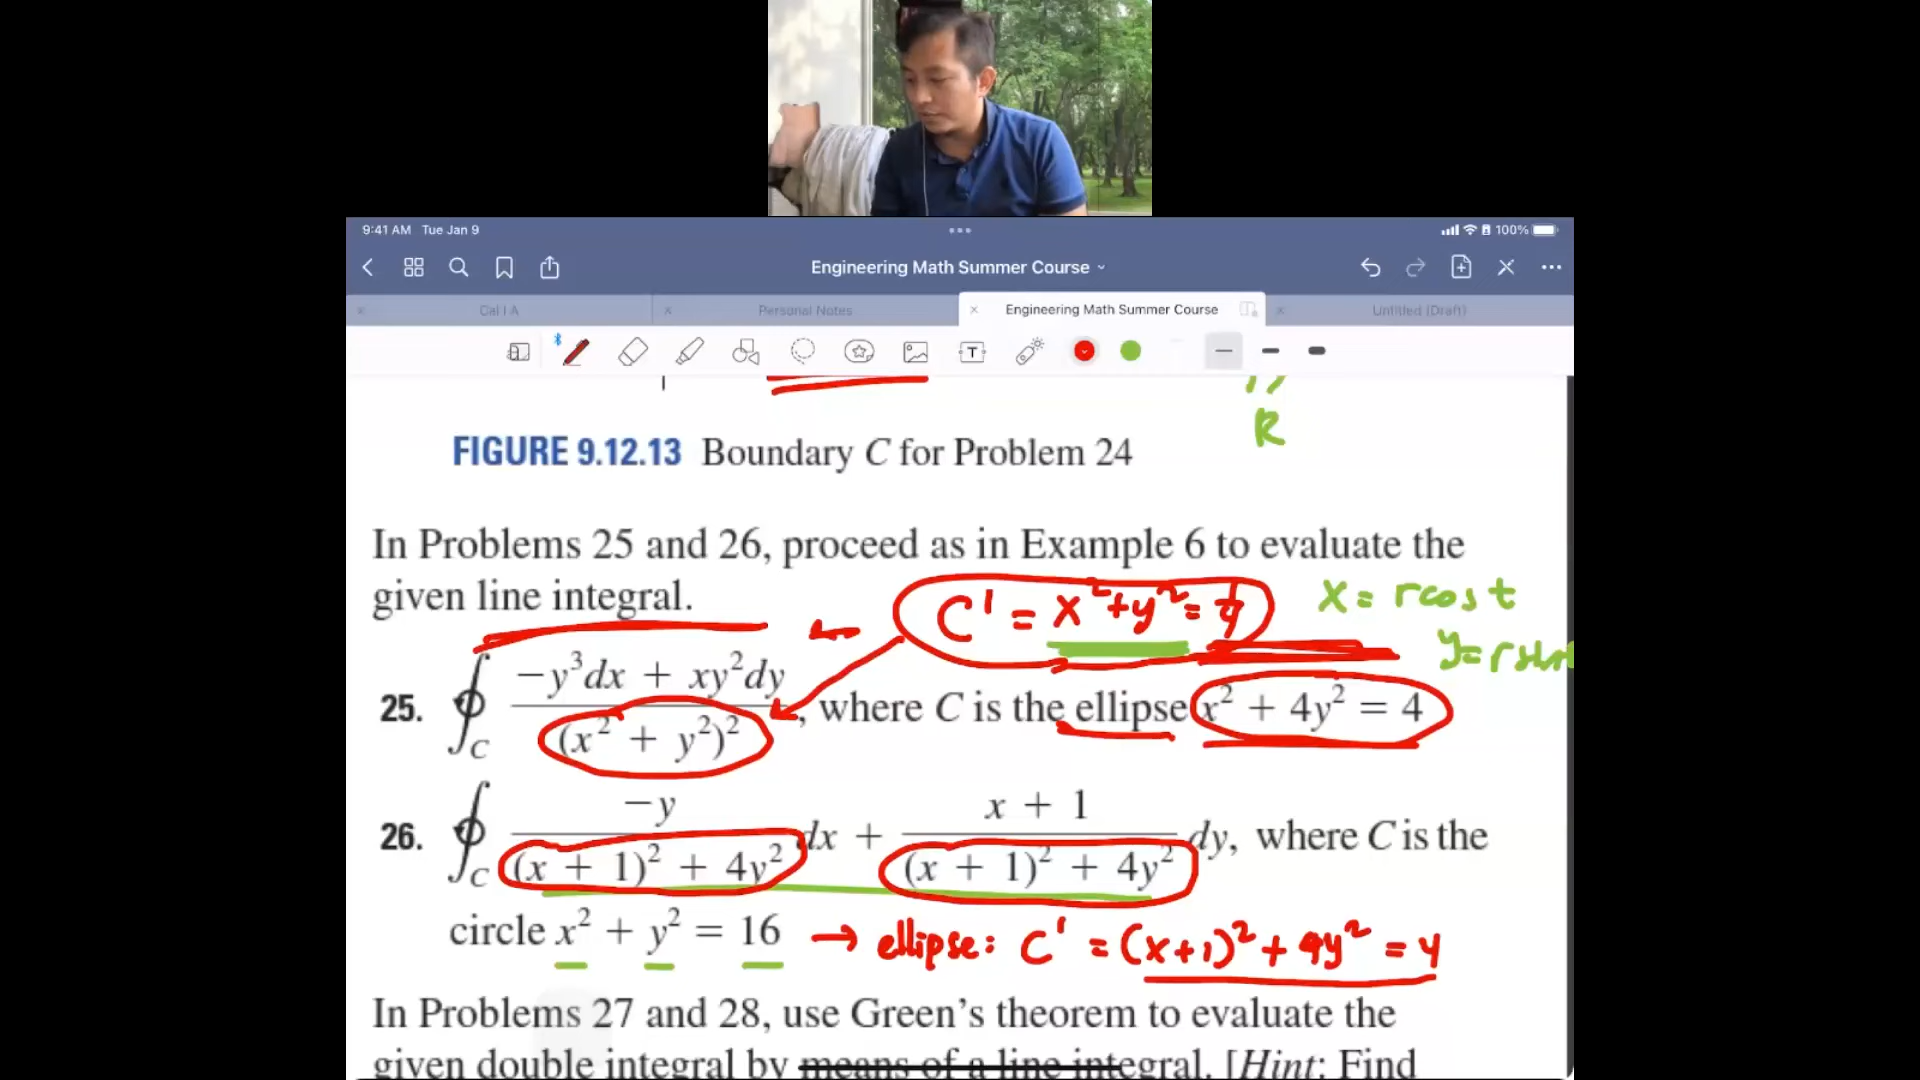 9:41 AM Tue Jan 9
100%
Engineering Math Summer Course
Cal I A
Personal Notes
Engineering Math Summer Course
Untitled (Draft)
T
R
FIGURE 9.12.13 Boundary C for Problem 24
In Problems 25 and 26, proceed as in Example 6 to evaluate the
given line integral.
C' = x² + y² = 1/4
x = r cos t
y = r sin
25. ∮_C (−y³dx + xy²dy)/(x² + y²)², where C is the ellipse x² + 4y² = 4
26. ∮_C −y/((x + 1)² + 4y²) dx + (x + 1)/((x + 1)² + 4y²) dy, where C is the
circle x² + y² = 16 → ellipse: C' = (x+1)² + 4y² = 4
In Problems 27 and 28, use Green’s theorem to evaluate the
given double integral by means of a line integral. [Hint: Find